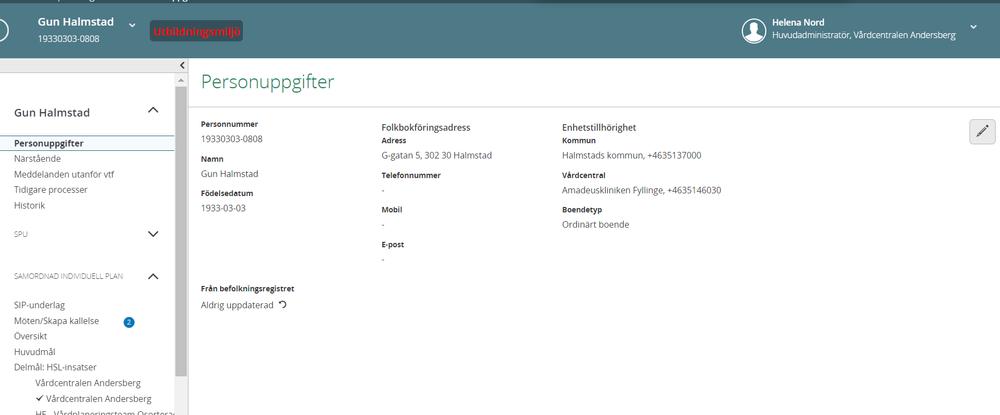 Gun Halmstad
19330303-0808
Utbildningsmiljö
Helena Nord
Huvudadministratör, Vårdcentralen Andersberg
Gun Halmstad
Personuppgifter
Närstående
Meddelanden utanför vtf
Tidigare processer
Historik
SPU
SAMORDNAD INDIVIDUELL PLAN
SIP-underlag
Möten/Skapa kallelse 2
Översikt
Huvudmål
Delmål: HSL-insatser
Vårdcentralen Andersberg
Vårdcentralen Andersberg
Vårdplaneringsteam
Personuppgifter
Personnummer
19330303-0808
Namn
Gun Halmstad
Födelsedatum
1933-03-03
Folkbokföringsadress
Adress
G-gatan 5, 302 30 Halmstad
Telefonnummer
-
Mobil
-
E-post
-
Enhetstillhörighet
Kommun
Halmstads kommun, +4635137000
Vårdcentral
Amadeuskliniken Fyllinge, +4635146030
Boendetyp
Ordinärt boende
Från befolkningsregistret
Aldrig uppdaterad